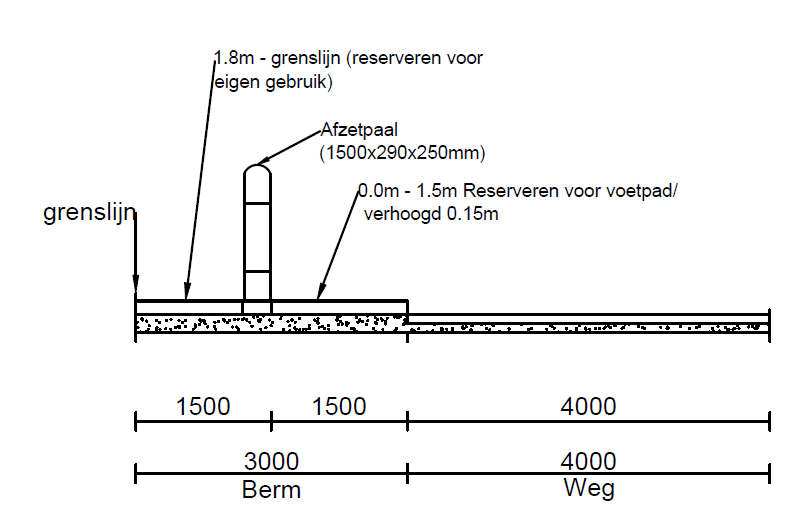 1.8m - grenslijn (reserveren voor
eigen gebruik)
Afzetpaal
(1500x290x250mm)
0.0m - 1.5m Reserveren voor voetpad/
verhoogd 0.15m
grenslijn
1500
1500
4000
3000
4000
Berm
Weg